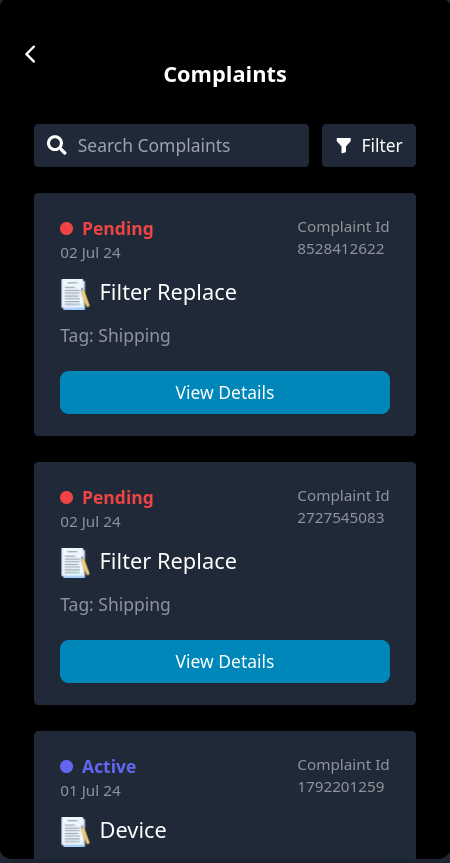 Complaints
Search Complaints
Filter
Pending
Complaint Id
02 Jul 24
8528412622
Filter Replace
Tag: Shipping
View Details
Pending
Complaint Id
02 Jul 24
2727545083
Filter Replace
Tag: Shipping
View Details
Active
Complaint Id
01 Jul 24
1792201259
Device